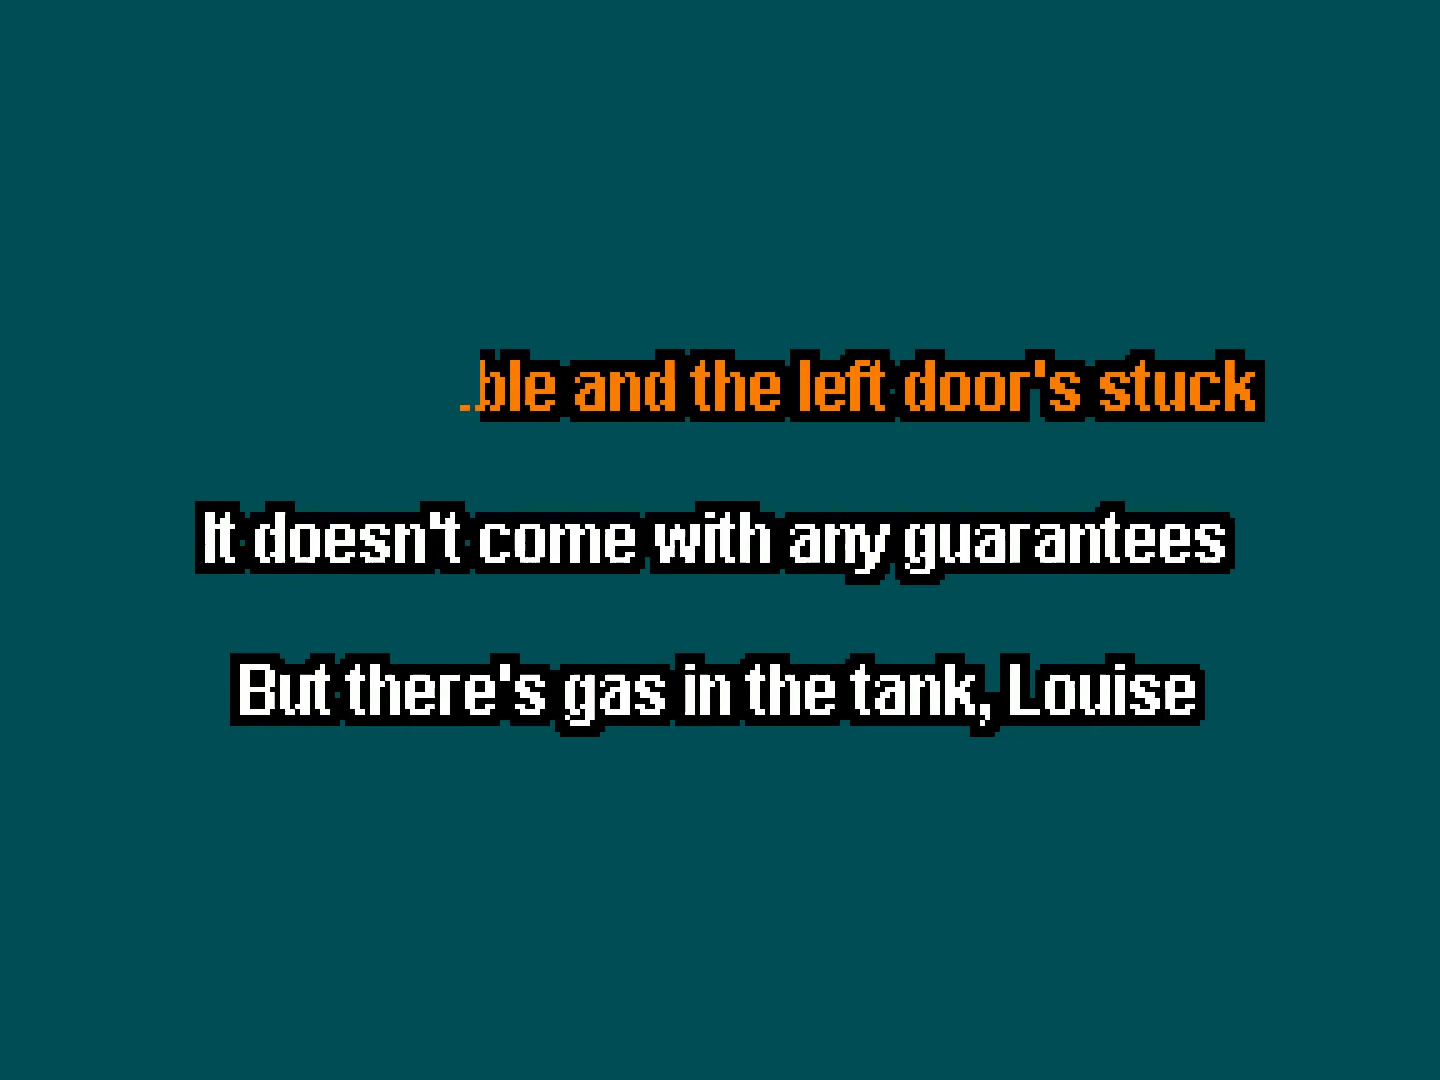 ble and the left door's stuck
It doesn't come with any guarantees
But there's gas in the tank, Louise